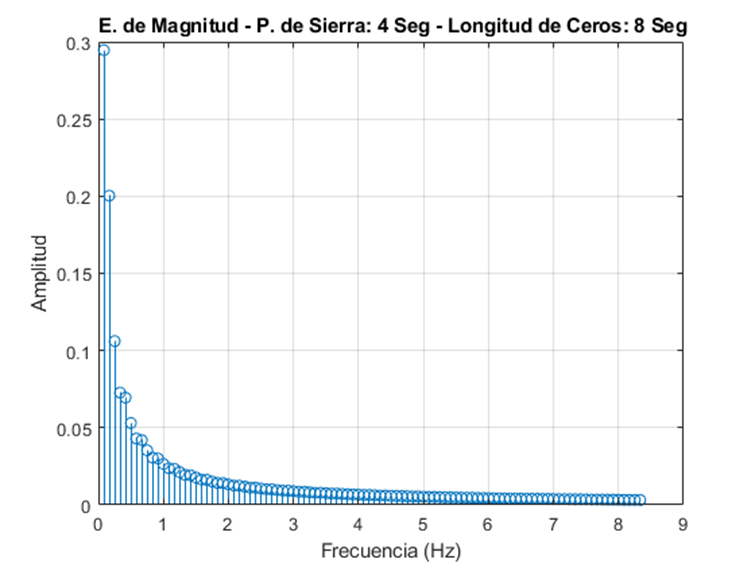 E. de Magnitud - P. de Sierra: 4 Seg - Longitud de Ceros: 8 Seg
0.3
0.25
0.2
0.15
0.1
0.05
0
Amplitud
0 1 2 3 4 5 6 7 8 9
Frecuencia (Hz)